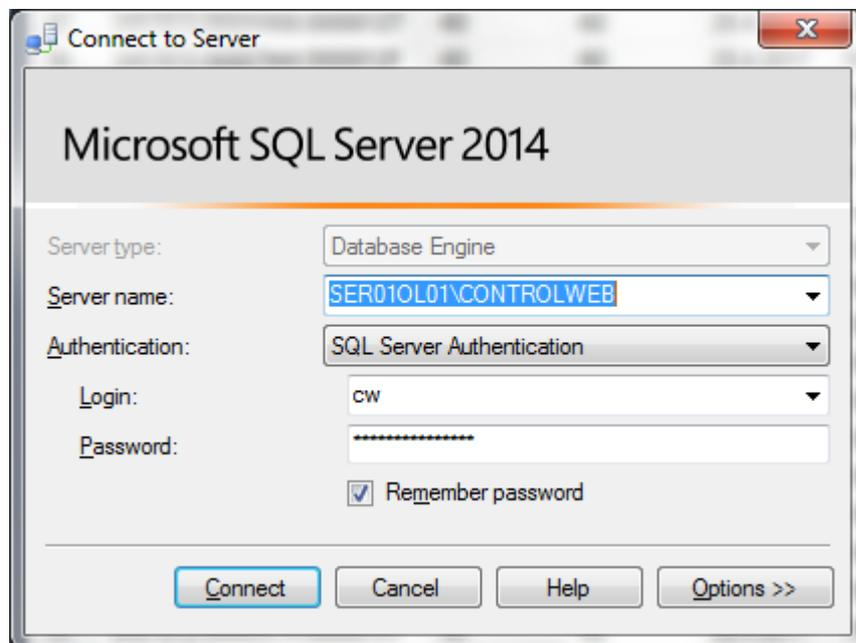 Connect to Server
Microsoft SQL Server 2014
Server type: Database Engine
Server name: SER01OL01\CONTROLWEB
Authentication: SQL Server Authentication
Login: cw
Password: ***************
Remember password
Connect Cancel Help Options >>